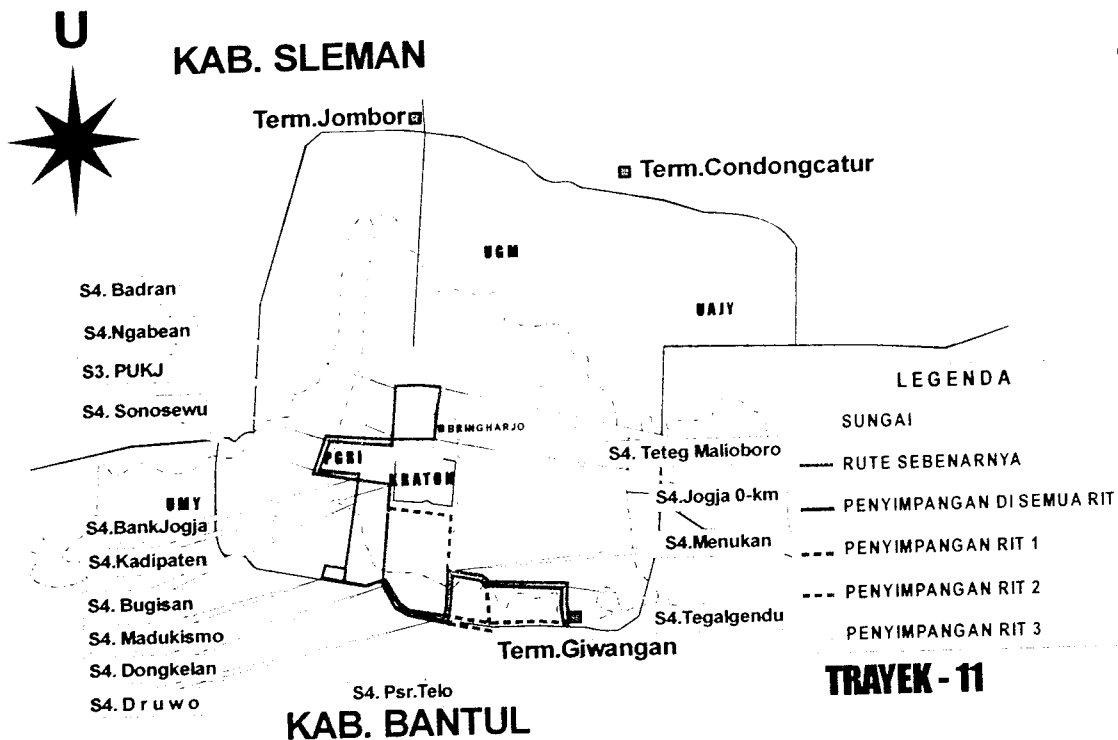 U
KAB. SLEMAN
Term.Jombor
Term.Condongcatur
UGM
UAJY
S4. Badran
S4.Ngabean
S3. PUKJ
S4. Sonosewu
BRINGHARJO
PGRI
KRATON
UMY
S4.BankJogja
S4.Kadipaten
S4. Bugisan
S4. Madukismo
S4. Dongkelan
S4. Druwo
S4. Teteg Malioboro
S4.Jogja 0-km
S4.Menukan
S4.Tegalgendu
Term.Giwangan
S4. Psr.Telo
KAB. BANTUL
LEGENDA
SUNGAI
RUTE SEBENARNYA
PENYIMPANGAN DI SEMUA RIT
PENYIMPANGAN RIT 1
PENYIMPANGAN RIT 2
PENYIMPANGAN RIT 3
TRAYEK - 11